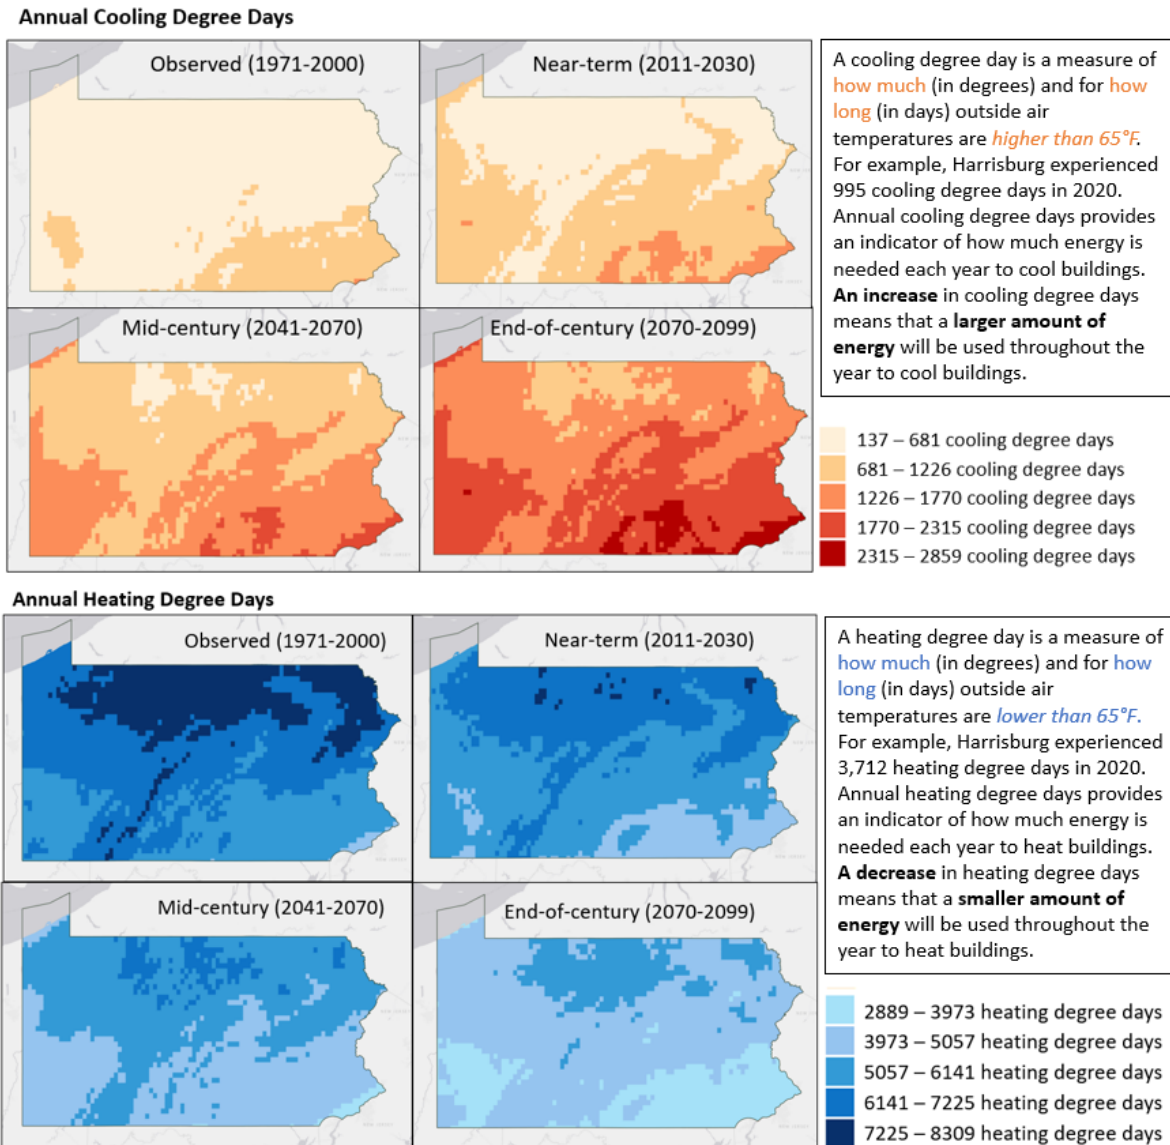 Annual Cooling Degree Days
Observed (1971-2000)
Near-term (2011-2030)
Mid-century (2041-2070)
End-of-century (2070-2099)
A cooling degree day is a measure of
how much (in degrees) and for how
long (in days) outside air
temperatures are higher than 65°F.
For example, Harrisburg experienced
995 cooling degree days in 2020.
Annual cooling degree days provides
an indicator of how much energy is
needed each year to cool buildings.
An increase in cooling degree days
means that a larger amount of
energy will be used throughout the
year to cool buildings.
137 – 681 cooling degree days
681 – 1226 cooling degree days
1226 – 1770 cooling degree days
1770 – 2315 cooling degree days
2315 – 2859 cooling degree days
Annual Heating Degree Days
Observed (1971-2000)
Near-term (2011-2030)
Mid-century (2041-2070)
End-of-century (2070-2099)
A heating degree day is a measure of
how much (in degrees) and for how
long (in days) outside air
temperatures are lower than 65°F.
For example, Harrisburg experienced
3,712 heating degree days in 2020.
Annual heating degree days provides
an indicator of how much energy is
needed each year to heat buildings.
A decrease in heating degree days
means that a smaller amount of
energy will be used throughout the
year to heat buildings.
2889 – 3973 heating degree days
3973 – 5057 heating degree days
5057 – 6141 heating degree days
6141 – 7225 heating degree days
7225 – 8309 heating degree days